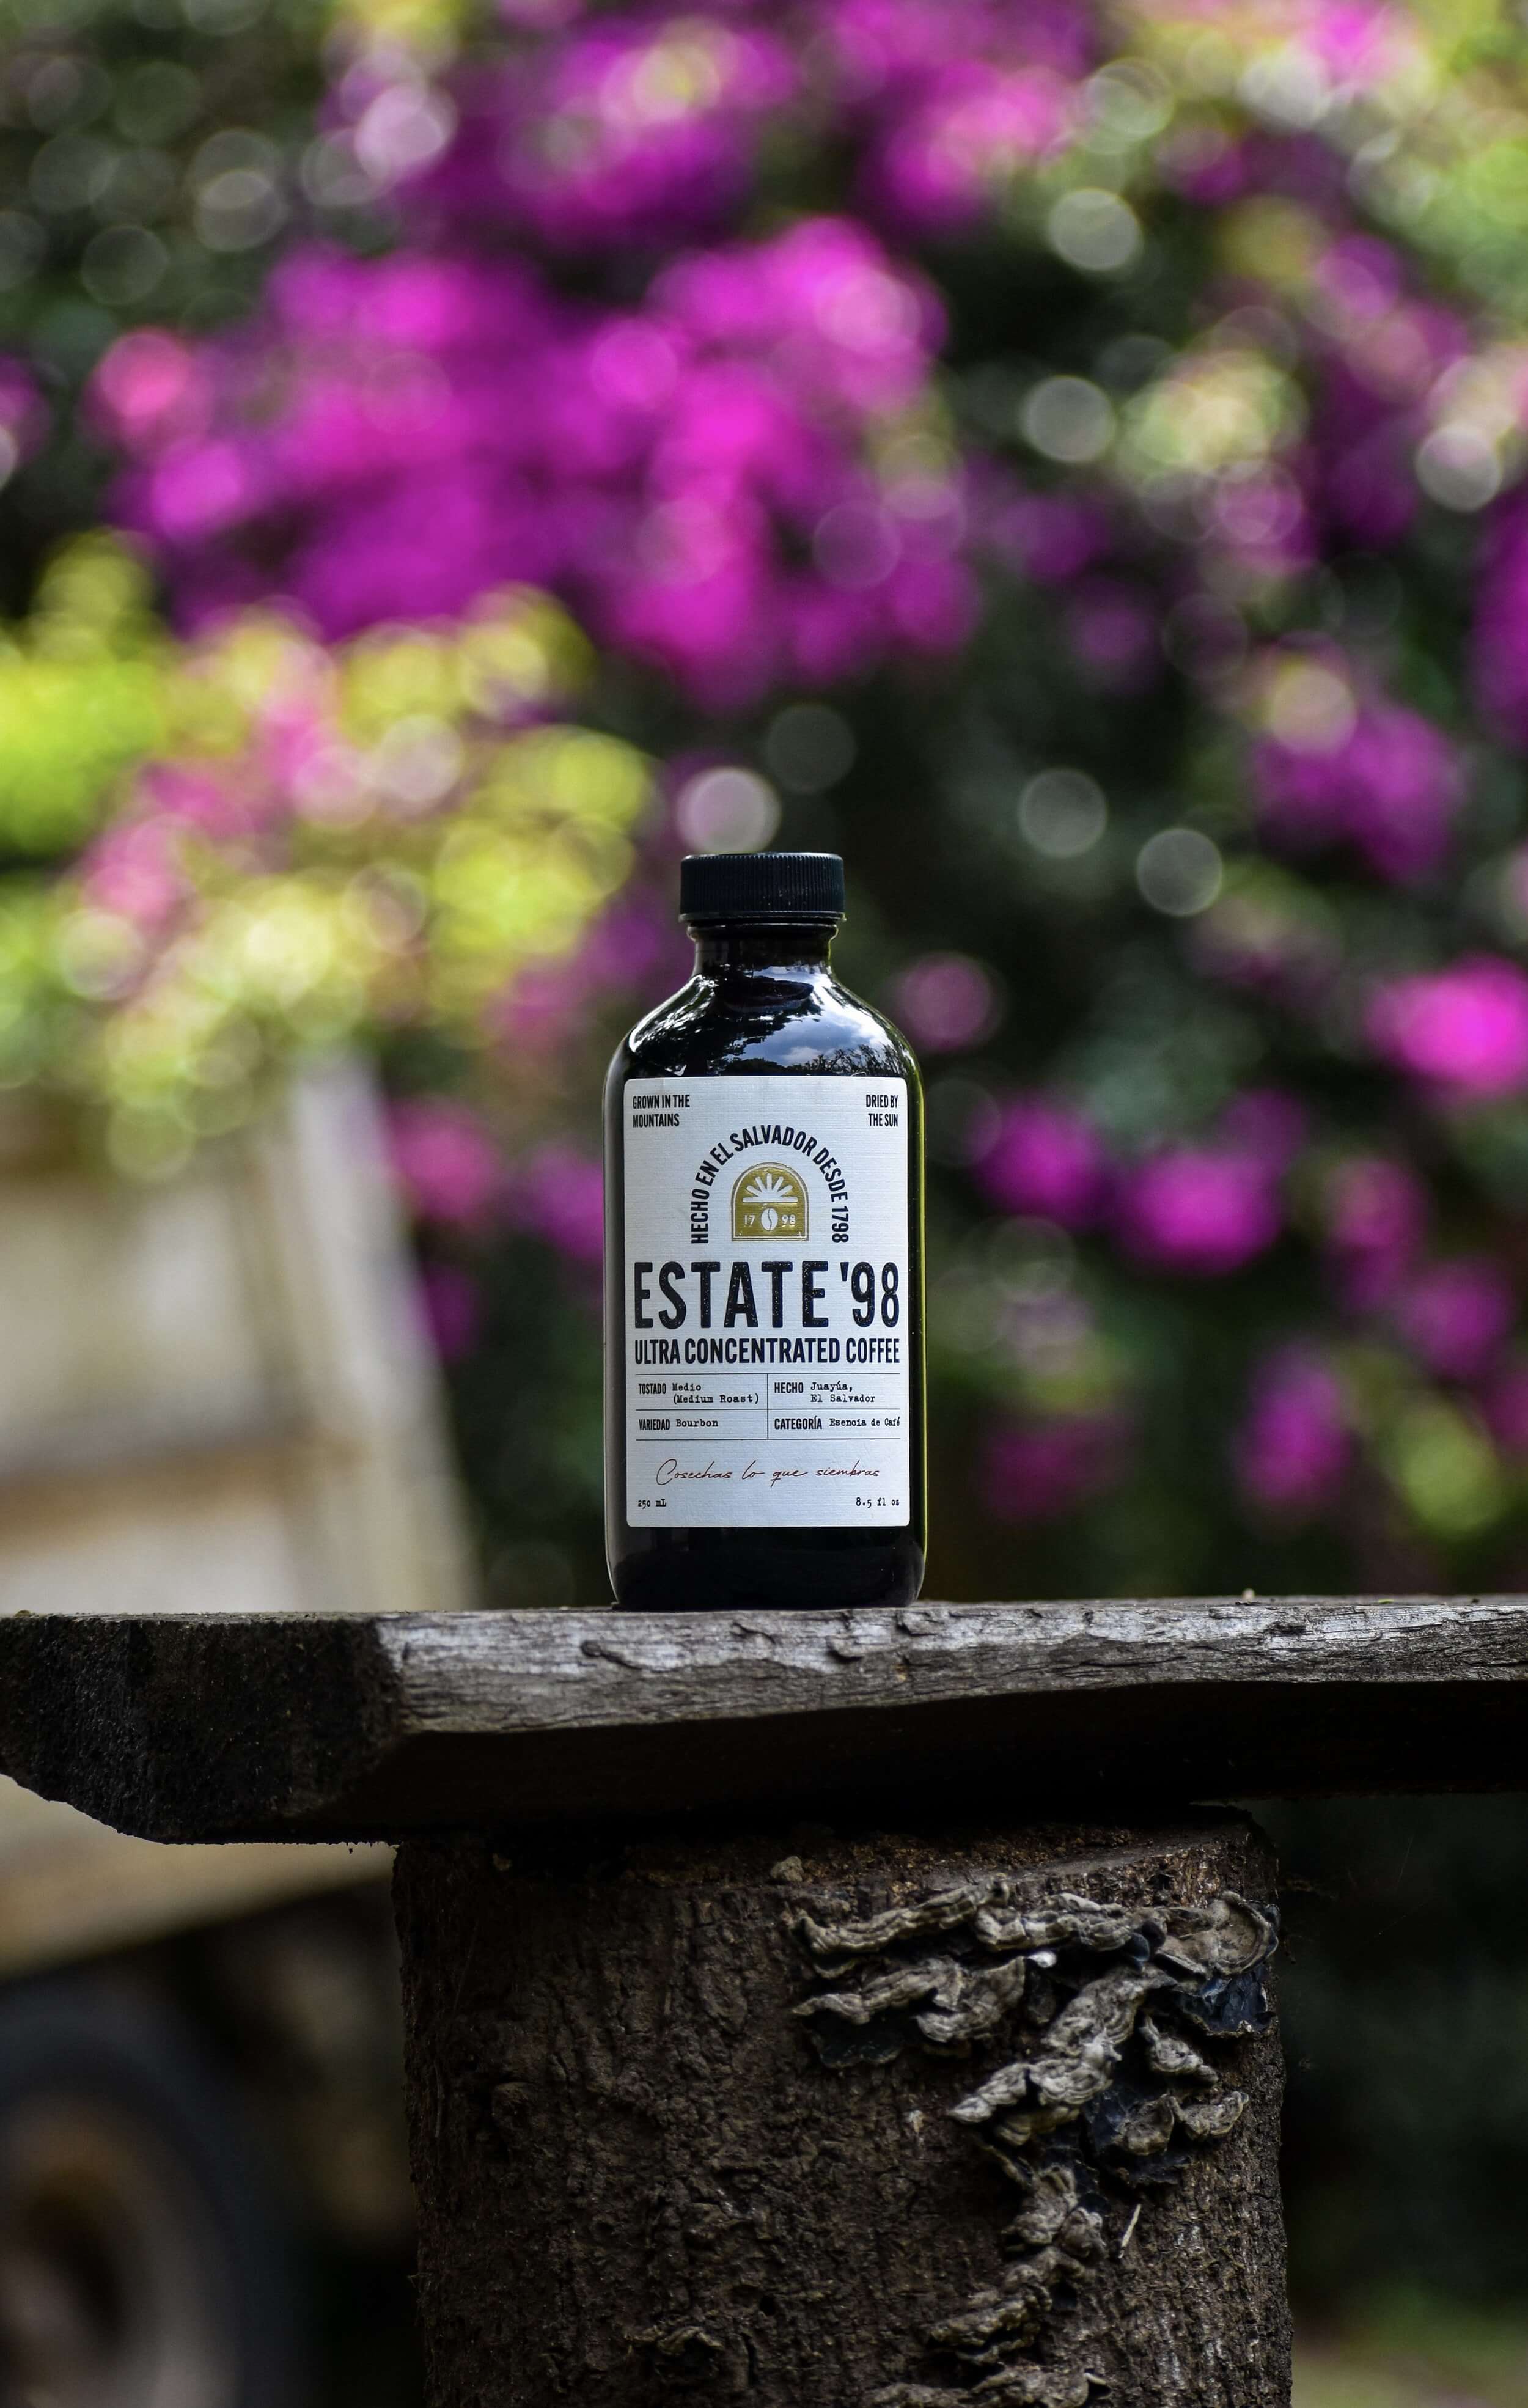 GROWN IN THE
MOUNTAINS
DRIED BY
THE SUN
HECHO EN EL SALVADOR DESDE 1798
17 98
ESTATE '98
ULTRA CONCENTRATED COFFEE
TOSTADO Medio
(Medium Roast)
HECHO Juayúa,
El Salvador
VARIEDAD Bourbon
CATEGORÍA Esencia de Café
Cosechas lo que siembras
250 mL
8.5 fl oz